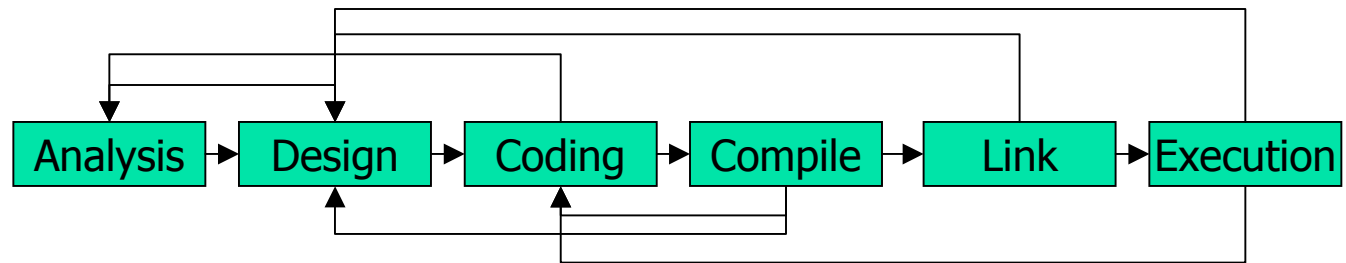 Analysis
Design
Coding
Compile
Link
Execution